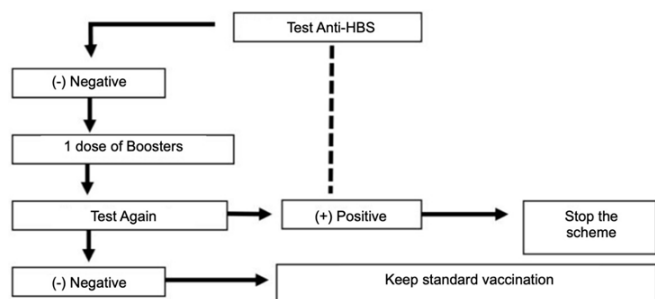 Test Anti-HBS
(-) Negative
1 dose of Boosters
Test Again
(+) Positive
Stop the
scheme
(-) Negative
Keep standard vaccination